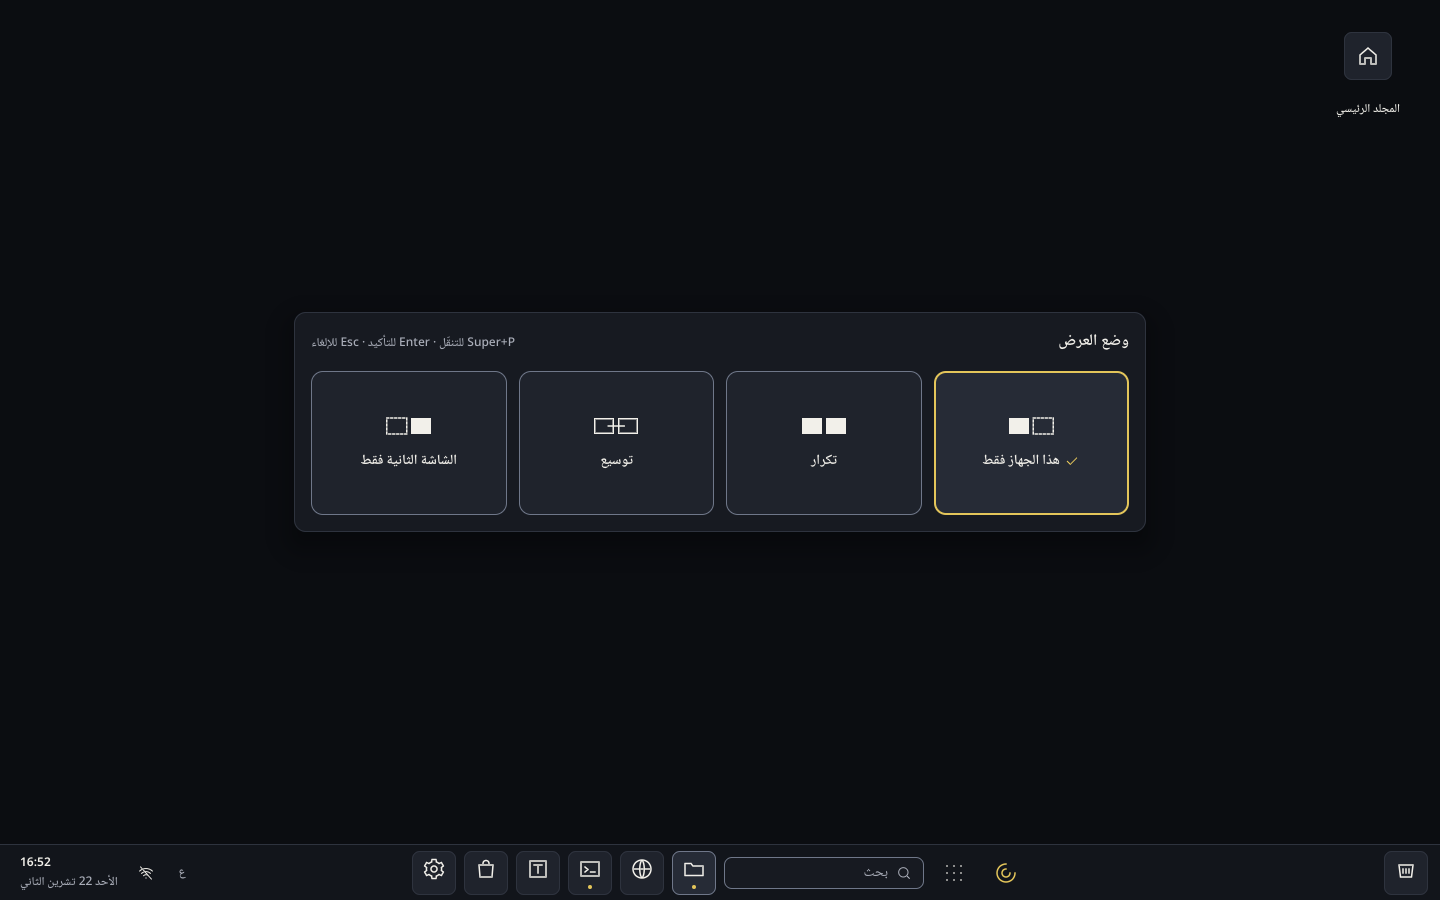 المجلد الرئيسي
وضع العرض
Super+P للتنقّل · Enter للتأكيد · Esc للإلغاء
هذا الجهاز فقط
تكرار
توسيع
الشاشة الثانية فقط
بحث
ع
16:52
الأحد 22 تشرين الثاني